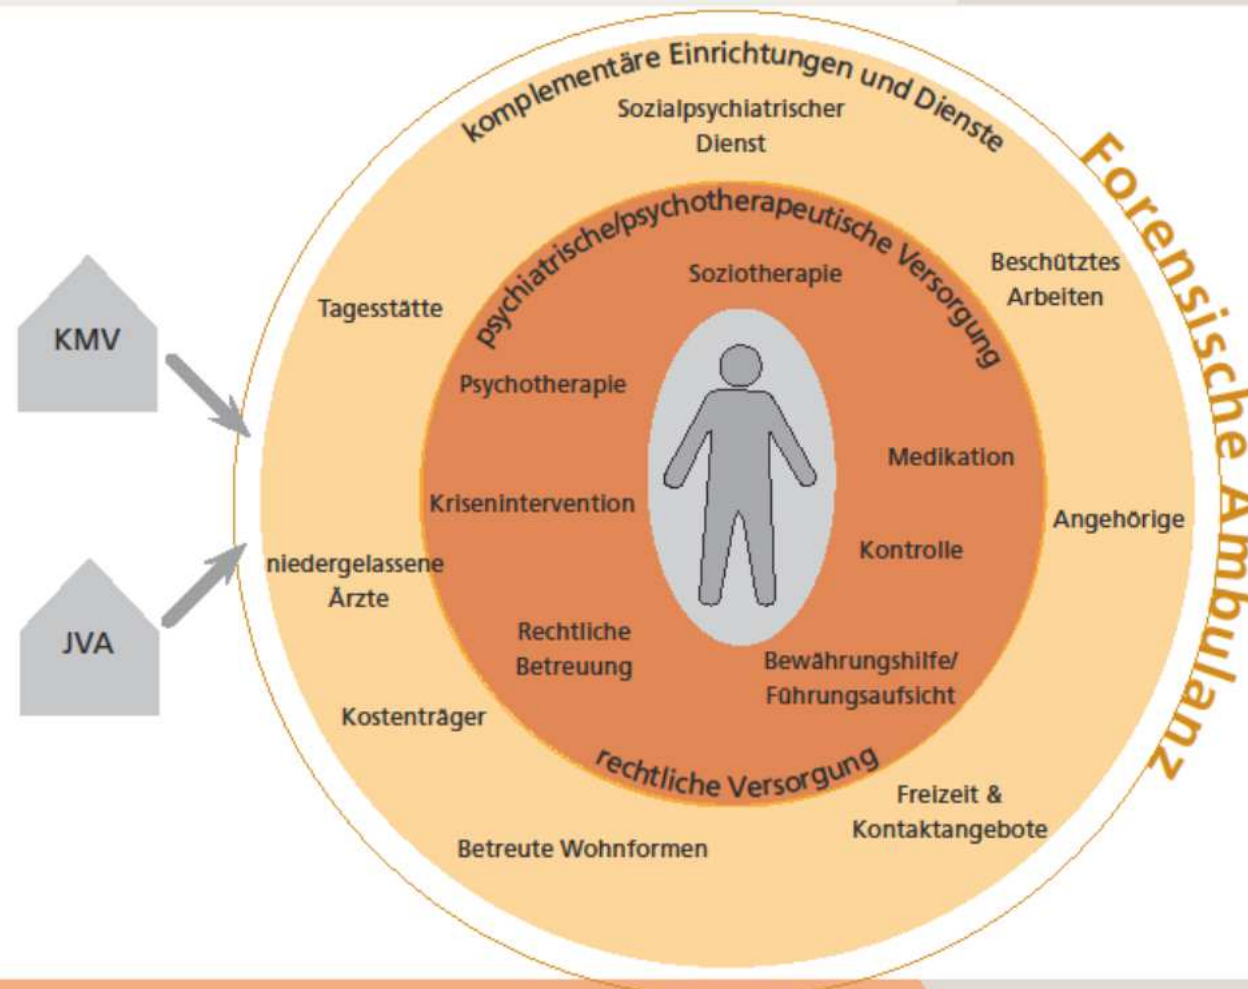 komplementäre Einrichtungen und Dienste
Sozialpsychiatrischer
Dienst
Forensische Ambulanz
psychiatrische/psychotherapeutische Versorgung
Soziotherapie
Beschütztes
Arbeiten
Tagesstätte
KMV
Psychotherapie
Medikation
Krisenintervention
Angehörige
Kontrolle
niedergelassene
Ärzte
JVA
Rechtliche
Betreuung
Bewährungshilfe/
Führungsaufsicht
Kostenträger
rechtliche Versorgung
Freizeit &
Kontaktangebote
Betreute Wohnformen